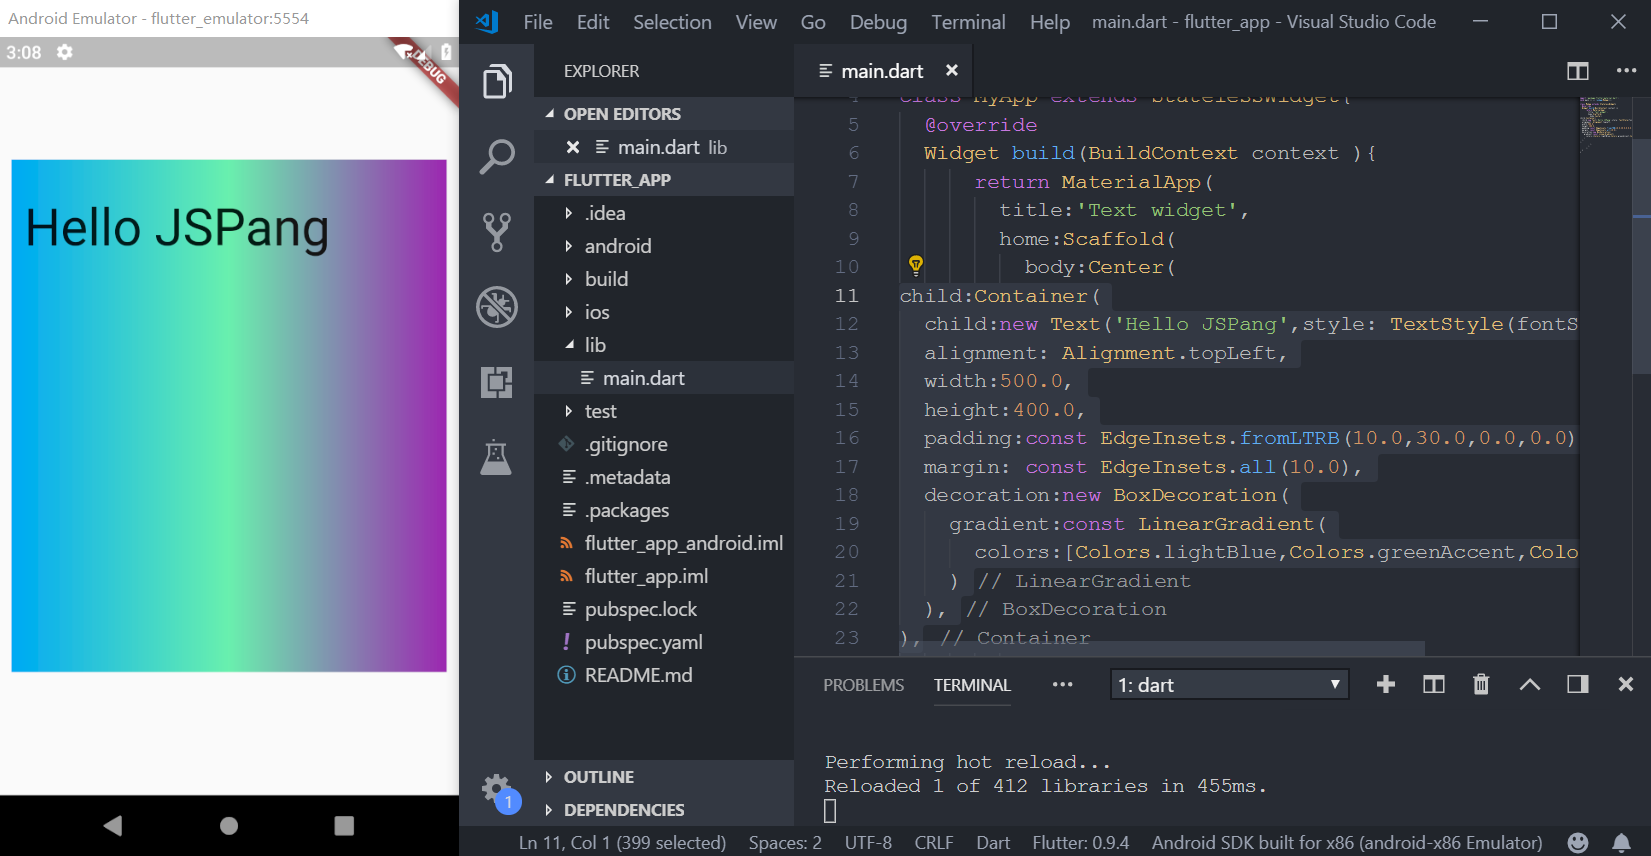 Android Emulator - flutter_emulator:5554
3:08
DEBUG
Hello JSPang
File Edit Selection View Go Debug Terminal Help main.dart - flutter_app - Visual Studio Code
EXPLORER
OPEN EDITORS
main.dart lib
FLUTTER_APP
.idea
android
build
ios
lib
main.dart
test
.gitignore
.metadata
.packages
flutter_app_android.iml
flutter_app.iml
pubspec.lock
pubspec.yaml
README.md
OUTLINE
DEPENDENCIES
1
main.dart
4 class MyApp extends StatelessWidget{
5 @override
6 Widget build(BuildContext context ){
7 return MaterialApp(
8 title:'Text widget',
9 home:Scaffold(
10 body:Center(
11 child:Container(
12 child:new Text('Hello JSPang',style: TextStyle(fontS
13 alignment: Alignment.topLeft,
14 width:500.0,
15 height:400.0,
16 padding:const EdgeInsets.fromLTRB(10.0,30.0,0.0,0.0)
17 margin: const EdgeInsets.all(10.0),
18 decoration:new BoxDecoration(
19 gradient:const LinearGradient(
20 colors:[Colors.lightBlue,Colors.greenAccent,Colo
21 ) // LinearGradient
22 ), // BoxDecoration
23 ), // Container
PROBLEMS TERMINAL ••• 1: dart
Performing hot reload...
Reloaded 1 of 412 libraries in 455ms.
Ln 11, Col 1 (399 selected) Spaces: 2 UTF-8 CRLF Dart Flutter: 0.9.4 Android SDK built for x86 (android-x86 Emulator)